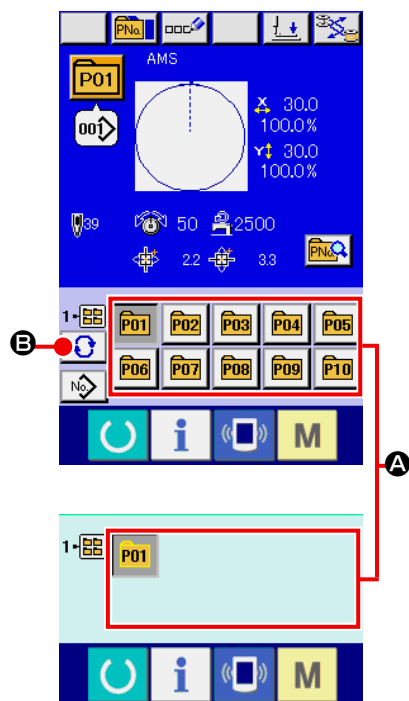 PNo.
AMS
P01
001
X 30.0
100.0%
Y 30.0
100.0%
39 50 2500
2.2 3.3
PNo.
1-
P01 P02 P03 P04 P05
B
P06 P07 P08 P09 P10
No.
i M
A
1-
P01
i M